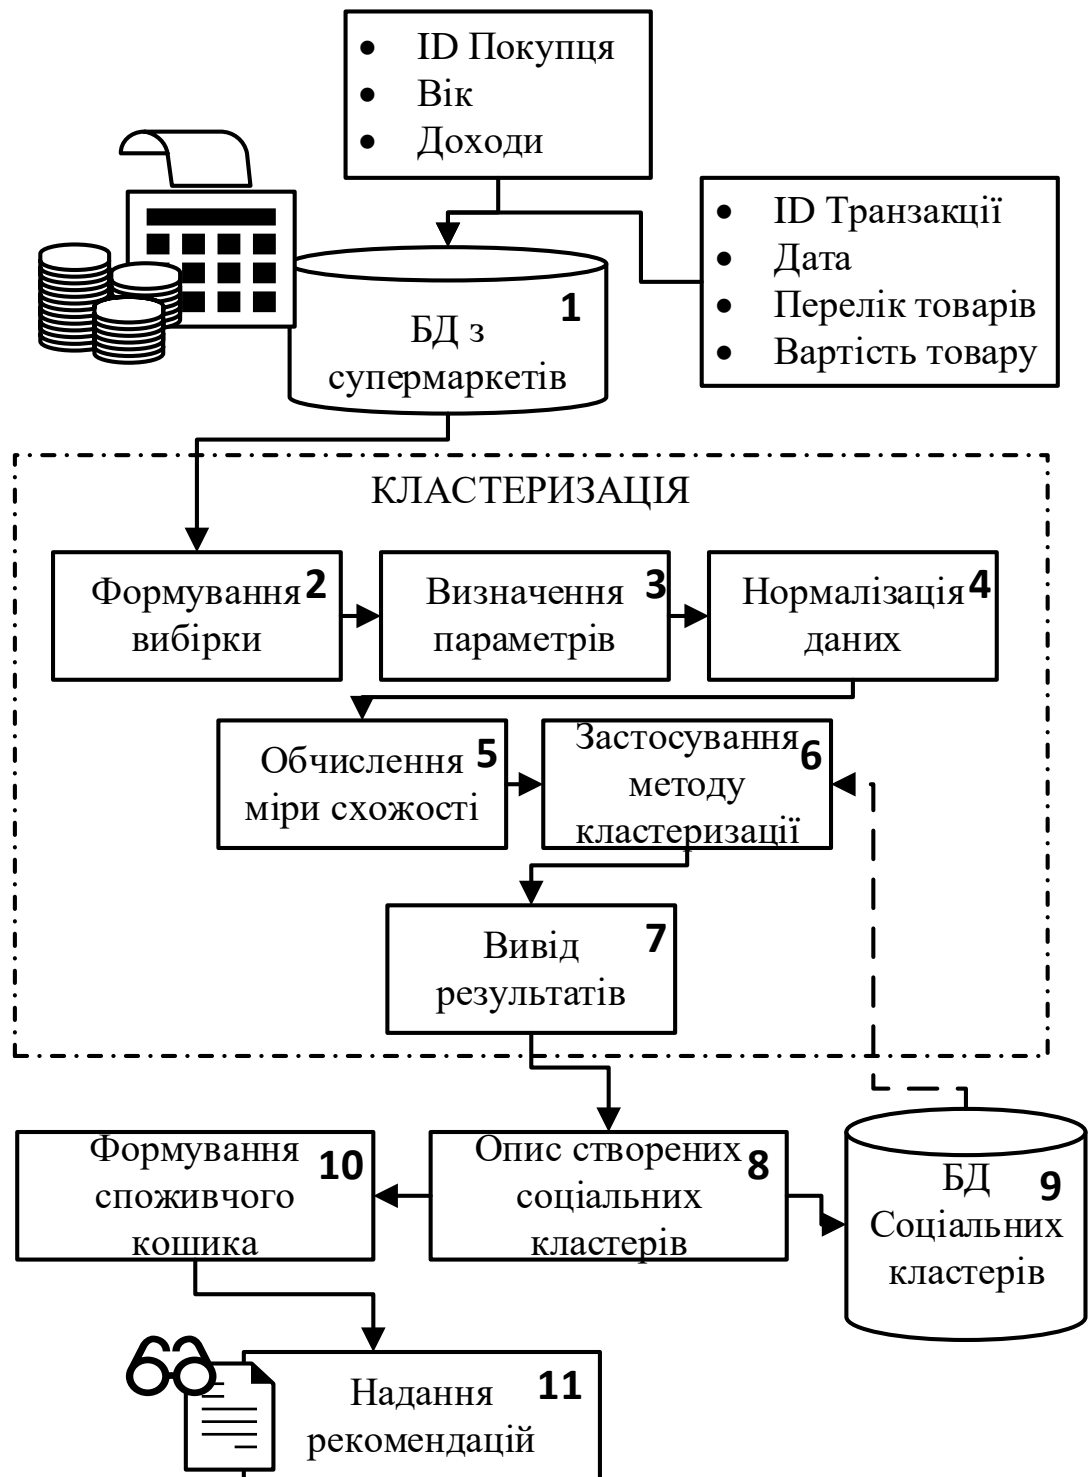 • ID Покупця
• Вік
• Доходи
• ID Транзакції
• Дата
• Перелік товарів
• Вартість товару
1
БД з
супермаркетів
КЛАСТЕРИЗАЦІЯ
Формування 2
вибірки
Визначення 3
параметрів
Нормалізація 4
даних
Обчислення 5
міри схожості
Застосування 6
методу
кластеризації
Вивід 7
результатів
Формування 10
споживчого
кошика
Опис створених 8
соціальних
кластерів
БД 9
Соціальних
кластерів
Надання 11
рекомендацій